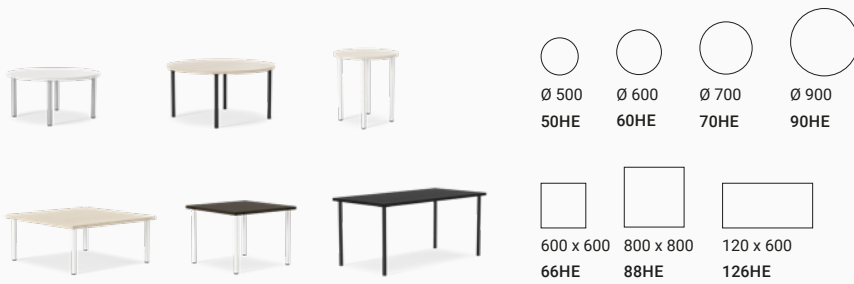 Ø 500 Ø 600 Ø 700 Ø 900
50HE 60HE 70HE 90HE
600 x 600 800 x 800 120 x 600
66HE 88HE 126HE